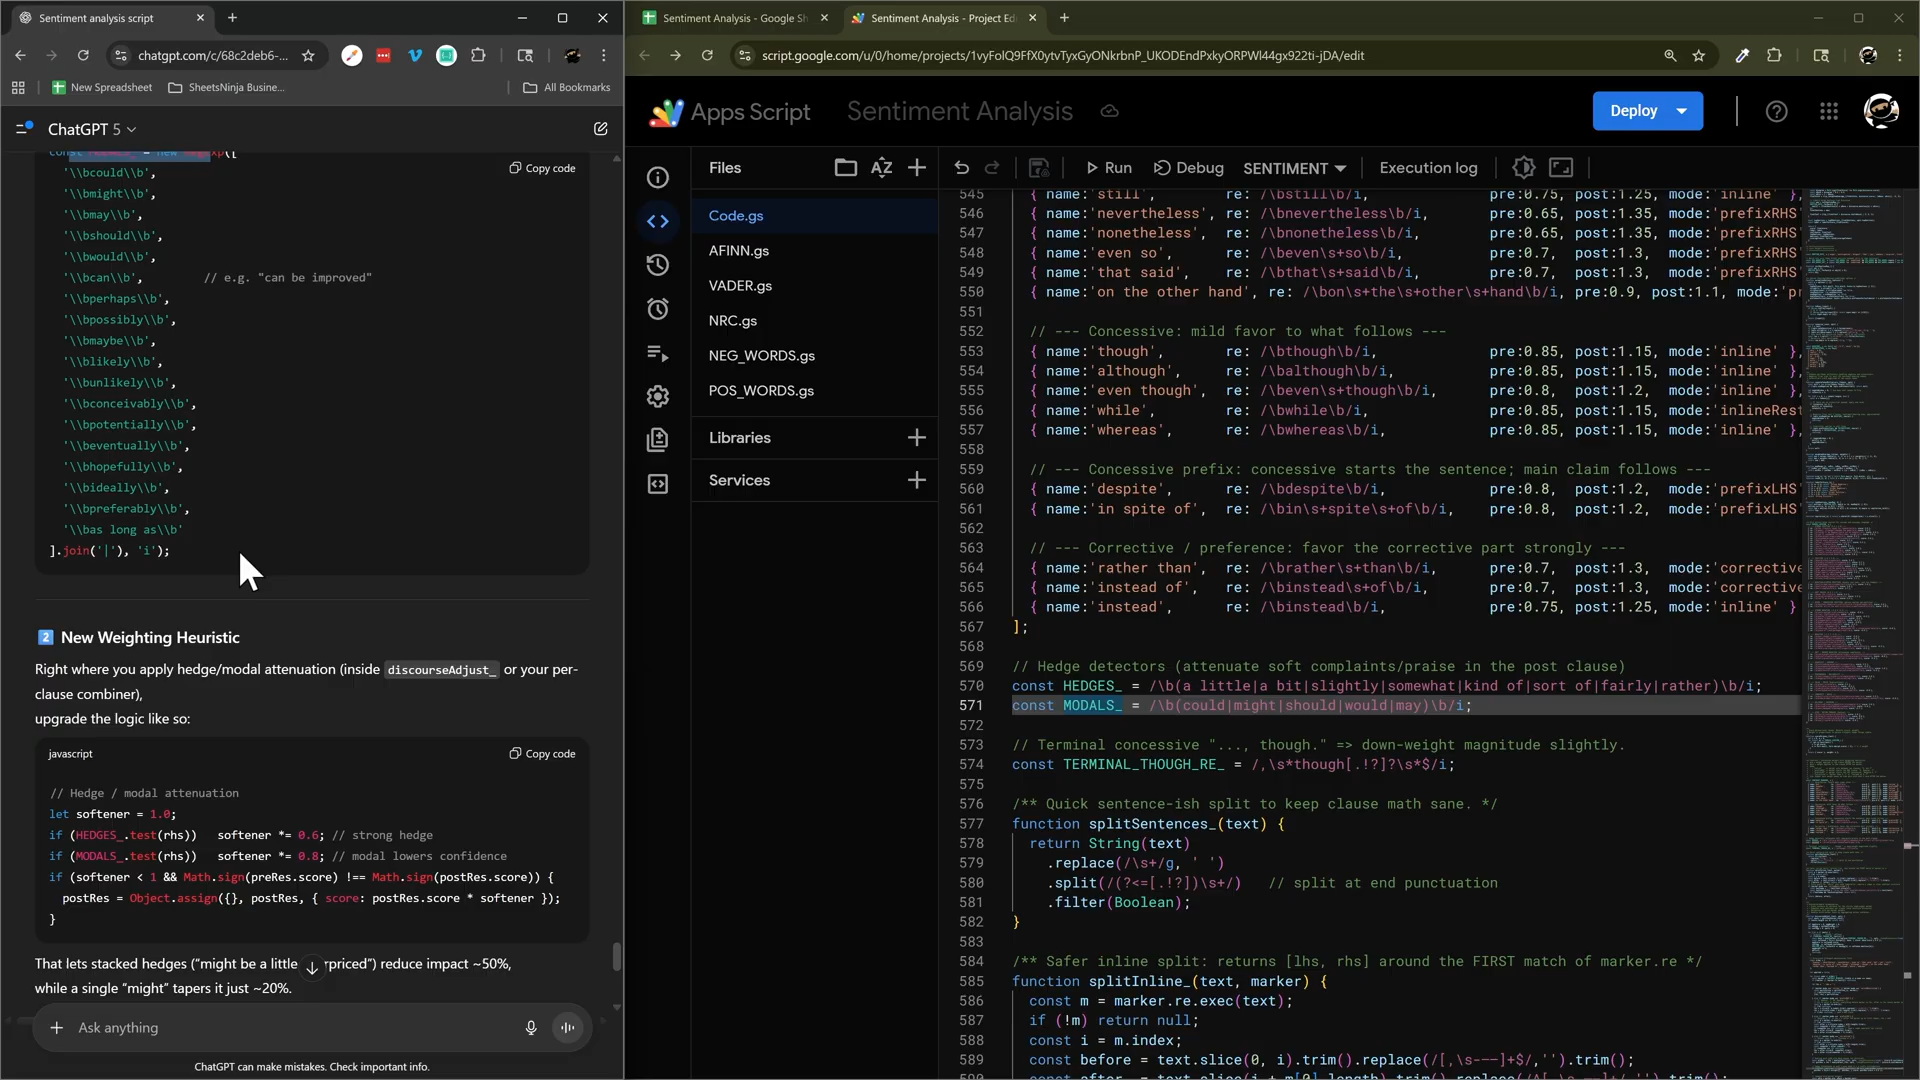 Sentiment analysis script
chatgpt.com/c/68c2deb6-...
New Spreadsheet
SheetsNinja Busine...
All Bookmarks
ChatGPT 5
Copy code
'\\bcould\\b',
'\\bmight\\b',
'\\bmay\\b',
'\\bshould\\b',
'\\bwould\\b',
'\\bcan\\b', // e.g. "can be improved"
'\\bperhaps\\b',
'\\bpossibly\\b',
'\\bmaybe\\b',
'\\blikely\\b',
'\\bunlikely\\b',
'\\bconceivably\\b',
'\\bpotentially\\b',
'\\beventually\\b',
'\\bhopefully\\b',
'\\bideally\\b',
'\\bpreferably\\b',
'\\bas long as\\b'
].join('|'), 'i');
2 New Weighting Heuristic
Right where you apply hedge/modal attenuation (inside discourseAdjust_ or your per-
clause combiner),
upgrade the logic like so:
javascript
Copy code
// Hedge / modal attenuation
let softener = 1.0;
if (HEDGES_.test(rhs)) softener *= 0.6; // strong hedge
if (MODALS_.test(rhs)) softener *= 0.8; // modal lowers confidence
if (softener < 1 && Math.sign(preRes.score) !== Math.sign(postRes.score)) {
postRes = Object.assign({}, postRes, { score: postRes.score * softener });
}
That lets stacked hedges (“might be a little rpriced”) reduce impact ~50%,
while a single “might” tapers it just ~20%.
Ask anything
ChatGPT can make mistakes. Check important info.
Sentiment Analysis - Google Sh
Sentiment Analysis - Project Ed
script.google.com/u/0/home/projects/1vyFolQ9FfX0ytvTyxGyONkrbnP_UKODEndPxkyORPWl44gx922ti-jDA/edit
Apps Script
Sentiment Analysis
Deploy
Files
Run
Debug
SENTIMENT
Execution log
Code.gs
AFINN.gs
VADER.gs
NRC.gs
NEG_WORDS.gs
POS_WORDS.gs
Libraries
Services
545 { name:'still', re: /\bstill\b/i, pre:0.75, post:1.25, mode:'inline' }
546 { name:'nevertheless', re: /\bnevertheless\b/i, pre:0.65, post:1.35, mode:'prefixRHS'
547 { name:'nonetheless', re: /\bnonetheless\b/i, pre:0.65, post:1.35, mode:'prefixRHS'
548 { name:'even so', re: /\beven\s+so\b/i, pre:0.7, post:1.3, mode:'prefixRHS'
549 { name:'that said', re: /\bthat\s+said\b/i, pre:0.7, post:1.3, mode:'prefixRHS'
550 { name:'on the other hand', re: /\bon\s+the\s+other\s+hand\b/i, pre:0.9, post:1.1, mode:'pr
551
552 // --- Concessive: mild favor to what follows ---
553 { name:'though', re: /\bthough\b/i, pre:0.85, post:1.15, mode:'inline' },
554 { name:'although', re: /\balthough\b/i, pre:0.85, post:1.15, mode:'inline' },
555 { name:'even though', re: /\beven\s+though\b/i, pre:0.8, post:1.2, mode:'inline' },
556 { name:'while', re: /\bwhile\b/i, pre:0.85, post:1.15, mode:'inlineRest
557 { name:'whereas', re: /\bwhereas\b/i, pre:0.85, post:1.15, mode:'inline' },
558
559 // --- Concessive prefix: concessive starts the sentence; main claim follows ---
560 { name:'despite', re: /\bdespite\b/i, pre:0.8, post:1.2, mode:'prefixLHS'
561 { name:'in spite of', re: /\bin\s+spite\s+of\b/i, pre:0.8, post:1.2, mode:'prefixLHS'
562
563 // --- Corrective / preference: favor the corrective part strongly ---
564 { name:'rather than', re: /\brather\s+than\b/i, pre:0.7, post:1.3, mode:'corrective
565 { name:'instead of', re: /\binstead\s+of\b/i, pre:0.7, post:1.3, mode:'corrective
566 { name:'instead', re: /\binstead\b/i, pre:0.75, post:1.25, mode:'inline' }
567 ];
568
569 // Hedge detectors (attenuate soft complaints/praise in the post clause)
570 const HEDGES_ = /\b(a little|a bit|slightly|somewhat|kind of|sort of|fairly|rather)\b/i;
571 const MODALS_ = /\b(could|might|should|would|may)\b/i;
572
573 // Terminal concessive "..., though." => down-weight magnitude slightly.
574 const TERMINAL_THOUGH_RE_ = /,\s*though[.!?]?\s*$/i;
575
576 /** Quick sentence-ish split to keep clause math sane. */
577 function splitSentences_(text) {
578 return String(text)
579 .replace(/\s+/g, ' ')
580 .split(/(?<=[.!?])\s+/) // split at end punctuation
581 .filter(Boolean);
582 }
583
584 /** Safer inline split: returns [lhs, rhs] around the FIRST match of marker.re */
585 function splitInline_(text, marker) {
586 const m = marker.re.exec(text);
587 if (!m) return null;
588 const i = m.index;
589 const before = text.slice(0, i).trim().replace(/[,\s-–—]+$/,'').trim();